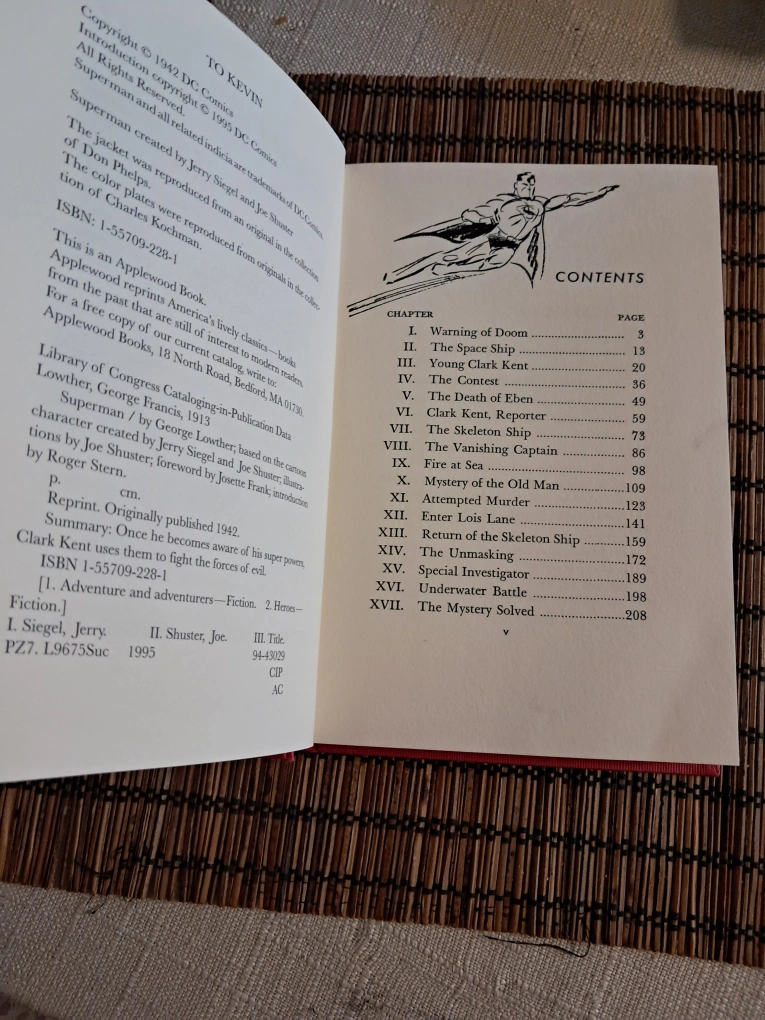 TO KEVIN
Copyright © 1942 DC Comics
Introduction copyright © 1995 DC Comics
All Rights Reserved.
Superman and all related indicia are trademarks of DC Comics.
Superman created by Jerry Siegel and Joe Shuster
The jacket was reproduced from an original in the collection
of Don Phelps.
The color plates were reproduced from originals in the collec-
tion of Charles Kochman.
ISBN: 1-55709-228-1
This is an Applewood Book.
Applewood reprints America's lively classics—books
from the past that are still of interest to modern readers.
For a free copy of our current catalog, write to:
Applewood Books, 18 North Road, Bedford, MA 01730.
Library of Congress Cataloging-in-Publication Data
Lowther, George Francis, 1913
Superman / by George Lowther; based on the cartoon
character created by Jerry Siegel and Joe Shuster; illustra-
tions by Joe Shuster; foreword by Josette Frank; introduction
by Roger Stern.
p. cm.
Reprint. Originally published 1942.
Summary: Once he becomes aware of his super powers,
Clark Kent uses them to fight the forces of evil.
ISBN 1-55709-228-1
[1. Adventure and adventurers—Fiction. 2. Heroes—
Fiction.]
I. Siegel, Jerry. II. Shuster, Joe. III. Title.
PZ7. L9675Suc 1995 94-43029
CIP
AC
CONTENTS
CHAPTER PAGE
I. Warning of Doom 3
II. The Space Ship 13
III. Young Clark Kent 20
IV. The Contest 36
V. The Death of Eben 49
VI. Clark Kent, Reporter 59
VII. The Skeleton Ship 73
VIII. The Vanishing Captain 86
IX. Fire at Sea 98
X. Mystery of the Old Man 109
XI. Attempted Murder 123
XII. Enter Lois Lane 141
XIII. Return of the Skeleton Ship 159
XIV. The Unmasking 172
XV. Special Investigator 189
XVI. Underwater Battle 198
XVII. The Mystery Solved 208
v